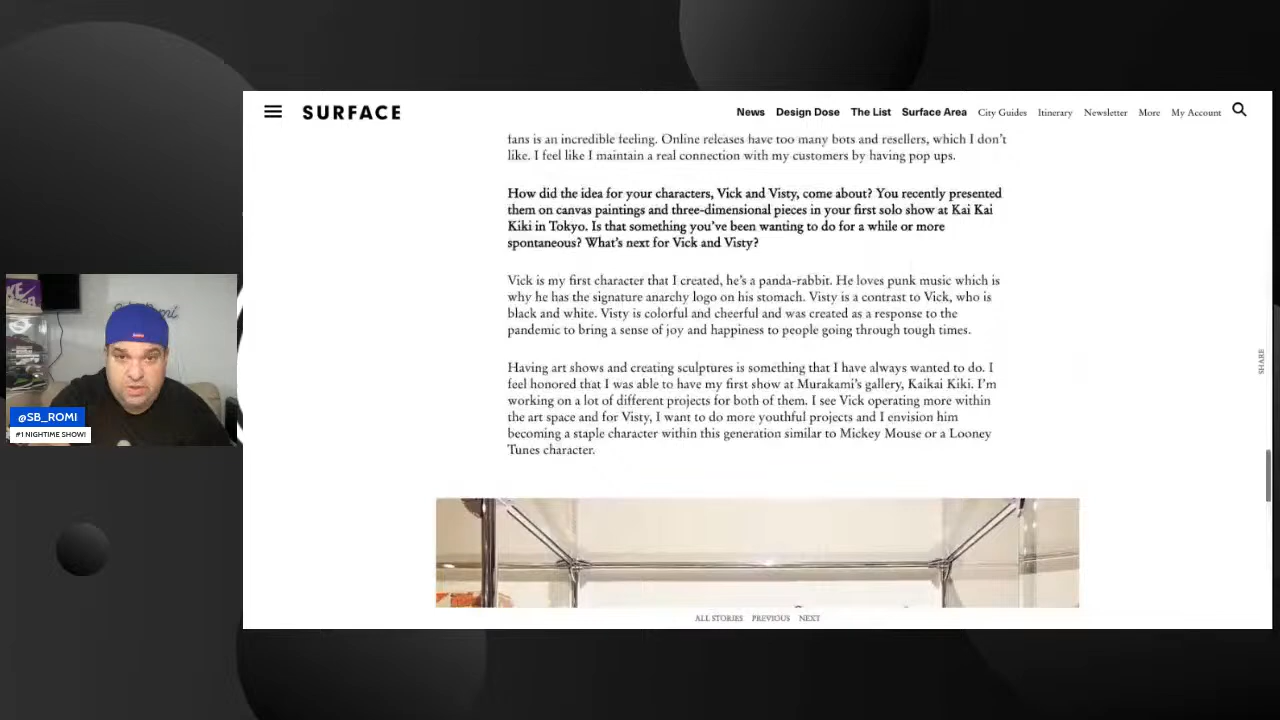 SURFACE
News Design Dose The List Surface Area City Guides Itinerary Newsletter More My Account
fans is an incredible feeling. Online releases have too many bots and resellers, which I don’t
like. I feel like I maintain a real connection with my customers by having pop ups.
How did the idea for your characters, Vick and Visty, come about? You recently presented
them on canvas paintings and three-dimensional pieces in your first solo show at Kai Kai
Kiki in Tokyo. Is that something you’ve been wanting to do for a while or more
spontaneous? What’s next for Vick and Visty?
Vick is my first character that I created, he’s a panda-rabbit. He loves punk music which is
why he has the signature anarchy logo on his stomach. Visty is a contrast to Vick, who is
black and white. Visty is colorful and cheerful and was created as a response to the
pandemic to bring a sense of joy and happiness to people going through tough times.
Having art shows and creating sculptures is something that I have always wanted to do. I
feel honored that I was able to have my first show at Murakami’s gallery, Kaikai Kiki. I’m
working on a lot of different projects for both of them. I see Vick operating more within
the art space and for Visty, I want to do more youthful projects and I envision him
becoming a staple character within this generation similar to Mickey Mouse or a Looney
Tunes character.
SHARE
ALL STORIES PREVIOUS NEXT
@SB_ROMI
#1 NIGHTIME SHOW!